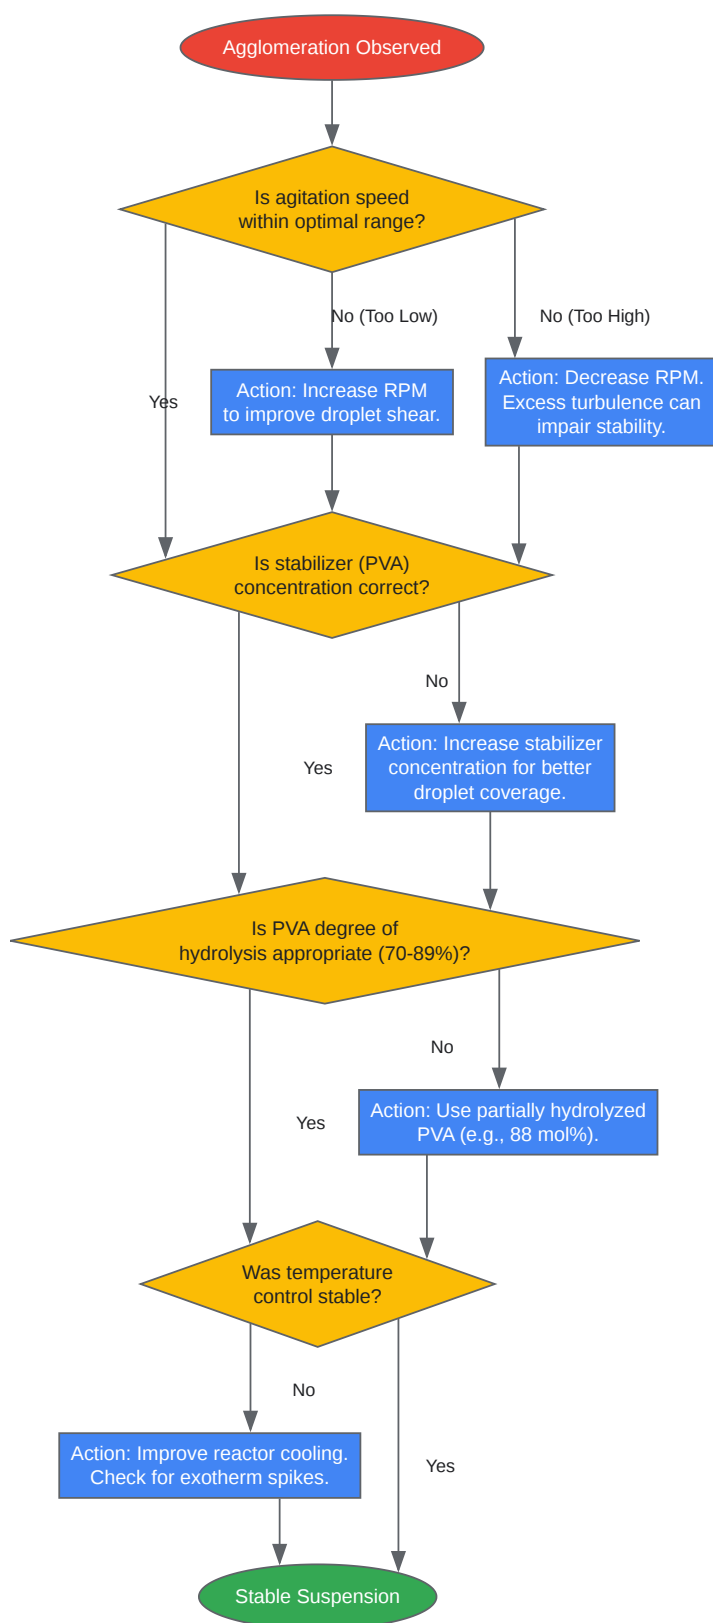 Agglomeration Observed
Is agitation speed
within optimal range?
No (Too Low)
No (Too High)
Yes
Action: Increase RPM
to improve droplet shear.
Action: Decrease RPM.
Excess turbulence can
impair stability.
Is stabilizer (PVA)
concentration correct?
No
Yes
Action: Increase stabilizer
concentration for better
droplet coverage.
Is PVA degree of
hydrolysis appropriate (70-89%)?
No
Yes
Action: Use partially hydrolyzed
PVA (e.g., 88 mol%).
Was temperature
control stable?
No
Yes
Action: Improve reactor cooling.
Check for exotherm spikes.
Stable Suspension